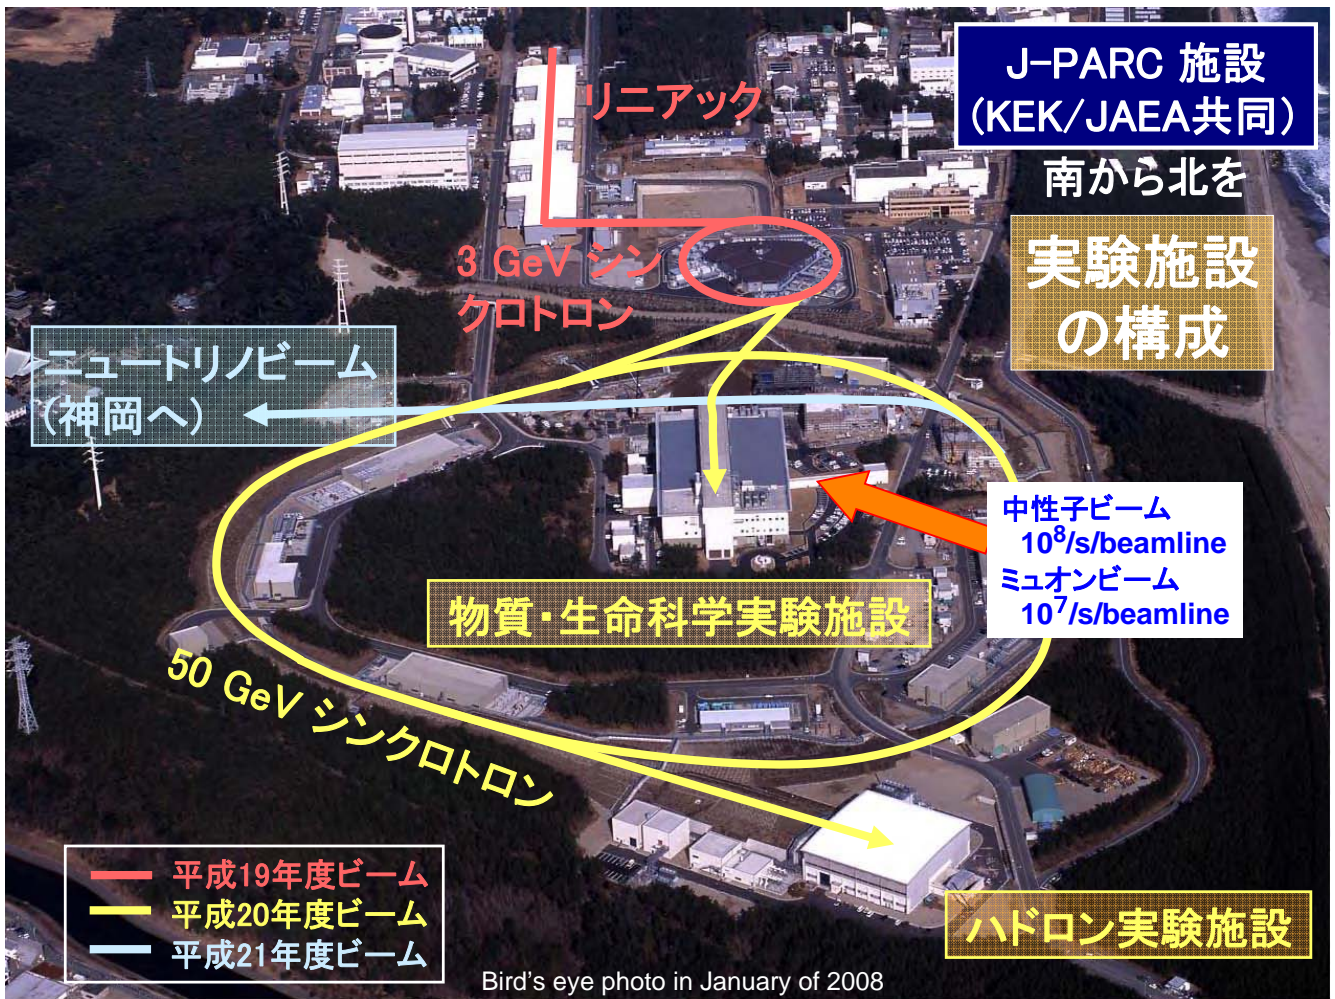 リニアック
J-PARC 施設
(KEK/JAEA共同)
南から北を
実験施設
の構成
3 GeV シン
クロトロン
ニュートリノビーム
(神岡へ)
中性子ビーム
10⁸/s/beamline
ミュオンビーム
10⁷/s/beamline
物質・生命科学実験施設
50 GeV シンクロトロン
平成19年度ビーム
平成20年度ビーム
平成21年度ビーム
ハドロン実験施設
Bird's eye photo in January of 2008